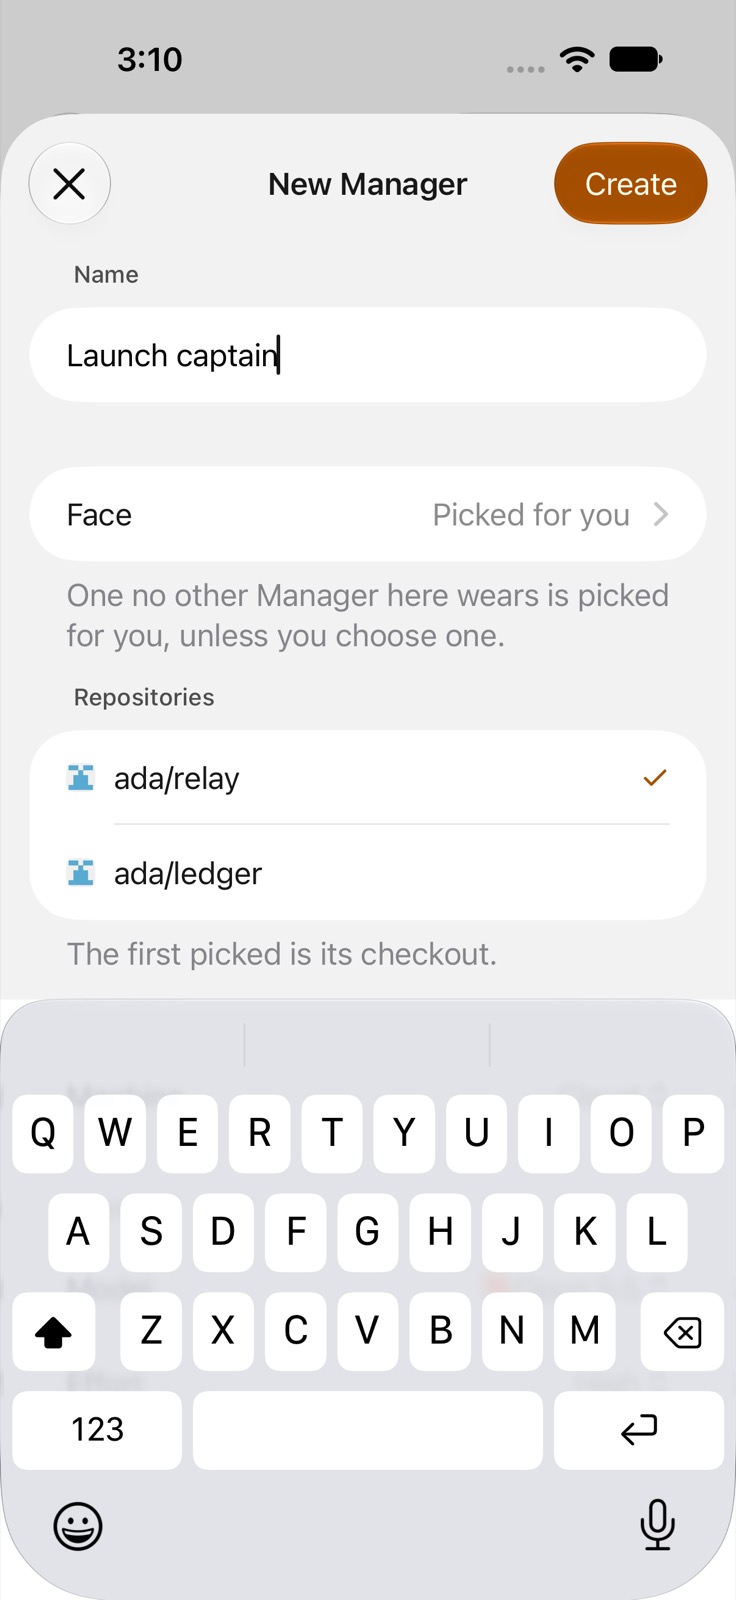 3:10
New Manager
Create
Name
Launch captain
Face
Picked for you
One no other Manager here wears is picked
for you, unless you choose one.
Repositories
ada/relay
ada/ledger
The first picked is its checkout.
Q W E R T Y U I O P
A S D F G H J K L
Z X C V B N M
123